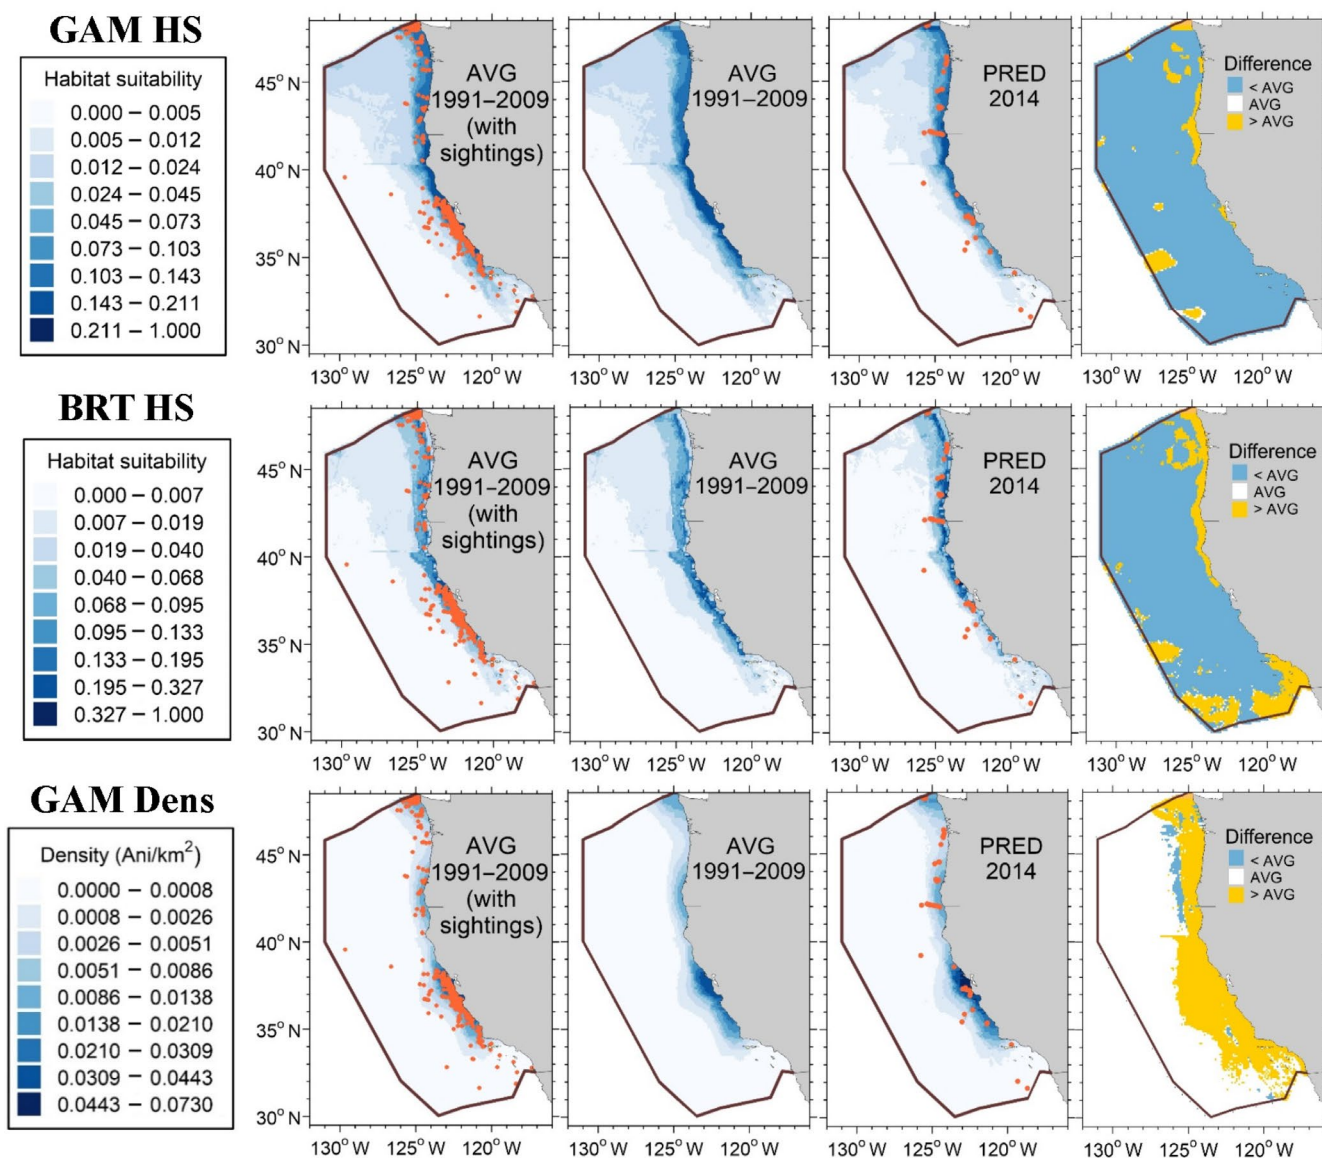 GAM HS
Habitat suitability
0.000 – 0.005
0.005 – 0.012
0.012 – 0.024
0.024 – 0.045
0.045 – 0.073
0.073 – 0.103
0.103 – 0.143
0.143 – 0.211
0.211 – 1.000
45° N
40° N
35° N
30° N
AVG
1991–2009
(with
sightings)
AVG
1991–2009
PRED
2014
Difference
< AVG
AVG
> AVG
130° W 125° W 120° W
130° W 125° W 120° W
130° W 125° W 120° W
130° W 125° W 120° W
BRT HS
Habitat suitability
0.000 – 0.007
0.007 – 0.019
0.019 – 0.040
0.040 – 0.068
0.068 – 0.095
0.095 – 0.133
0.133 – 0.195
0.195 – 0.327
0.327 – 1.000
45° N
40° N
35° N
30° N
AVG
1991–2009
(with
sightings)
AVG
1991–2009
PRED
2014
Difference
< AVG
AVG
> AVG
130° W 125° W 120° W
130° W 125° W 120° W
130° W 125° W 120° W
130° W 125° W 120° W
GAM Dens
Density (Ani/km²)
0.0000 – 0.0008
0.0008 – 0.0026
0.0026 – 0.0051
0.0051 – 0.0086
0.0086 – 0.0138
0.0138 – 0.0210
0.0210 – 0.0309
0.0309 – 0.0443
0.0443 – 0.0730
45° N
40° N
35° N
30° N
AVG
1991–2009
(with
sightings)
AVG
1991–2009
PRED
2014
Difference
< AVG
AVG
> AVG
130° W 125° W 120° W
130° W 125° W 120° W
130° W 125° W 120° W
130° W 125° W 120° W